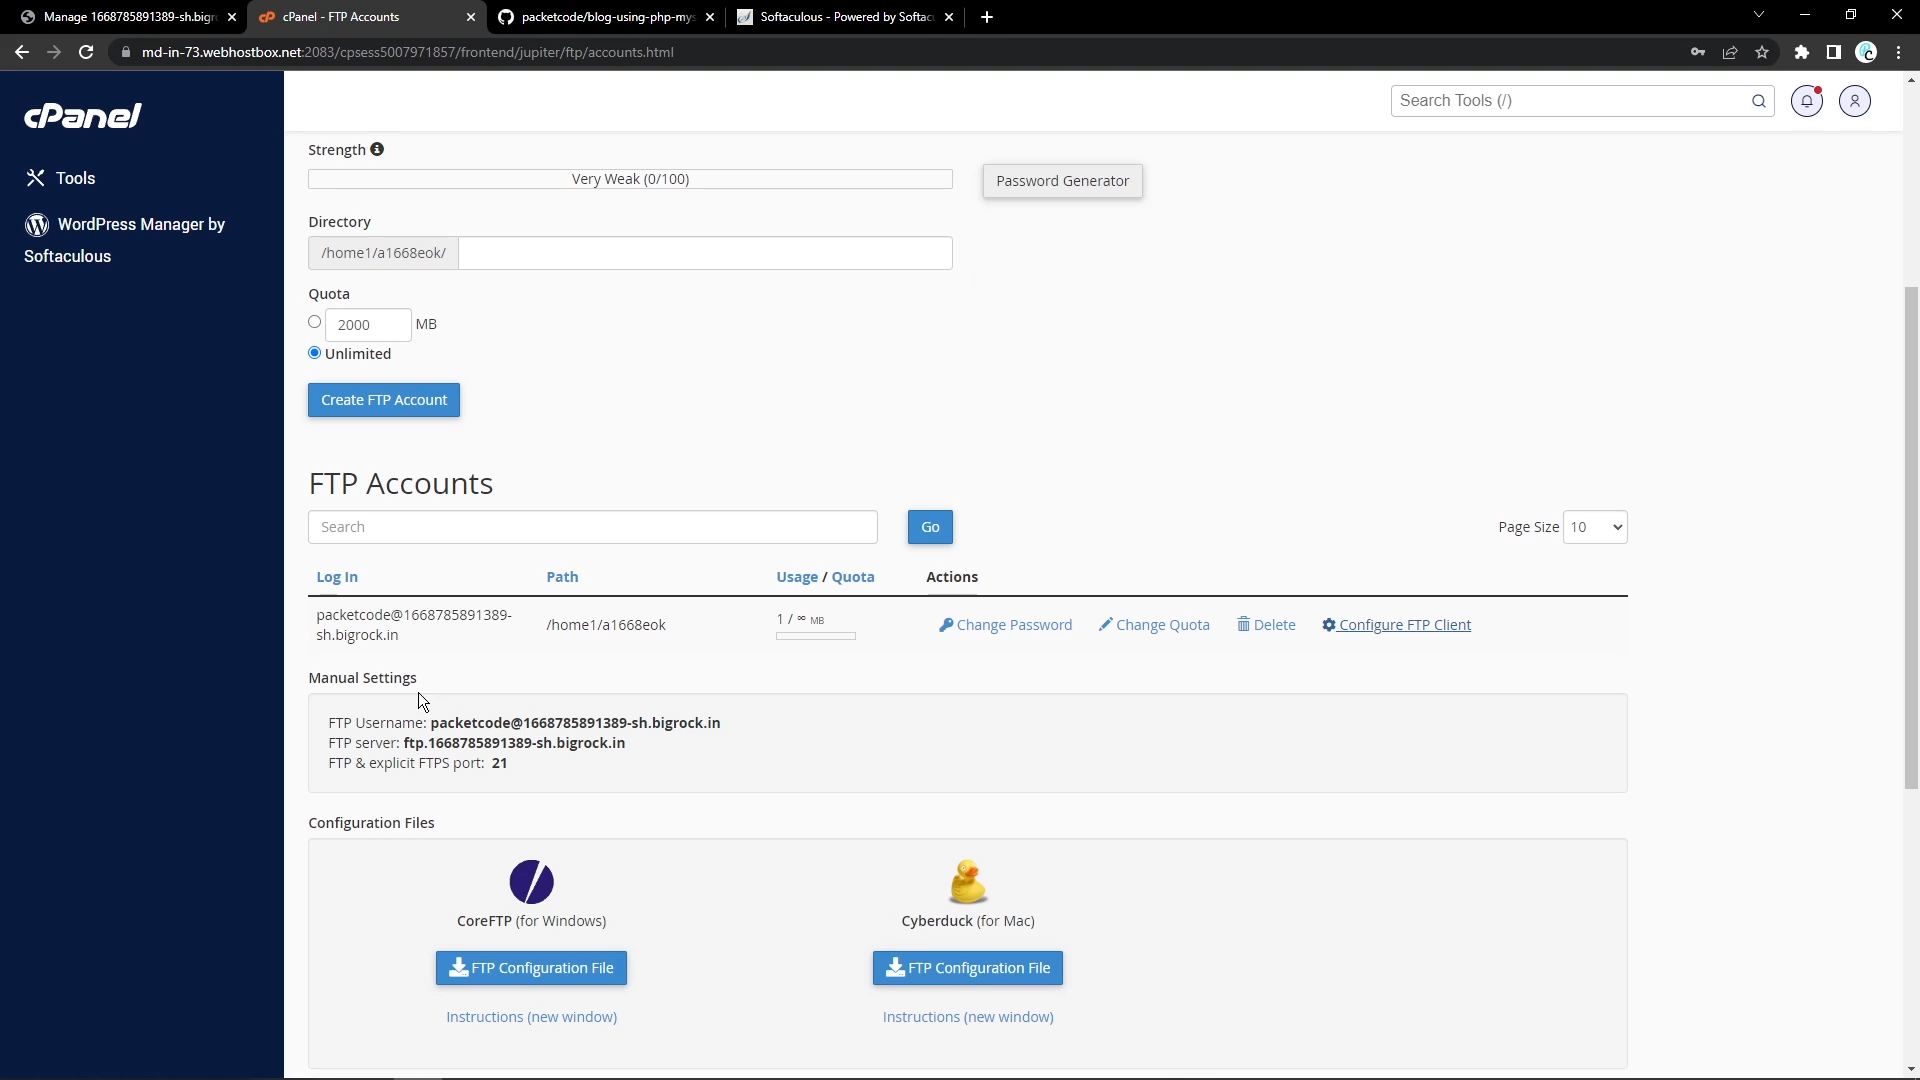 Manage 1668785891389-sh.bigr
cPanel - FTP Accounts
packetcode/blog-using-php-mys
Softaculous - Powered by Softac
md-in-73.webhostbox.net:2083/cpsess5007971857/frontend/jupiter/ftp/accounts.html
cPanel
Search Tools (/)
Tools
WordPress Manager by
Softaculous
Strength
Very Weak (0/100)
Password Generator
Directory
/home1/a1668eok/
Quota
2000 MB
Unlimited
Create FTP Account
FTP Accounts
Search
Go
Page Size 10
Log In Path Usage / Quota Actions
packetcode@1668785891389-
sh.bigrock.in
/home1/a1668eok
1 / ∞ MB
Change Password
Change Quota
Delete
Configure FTP Client
Manual Settings
FTP Username: packetcode@1668785891389-sh.bigrock.in
FTP server: ftp.1668785891389-sh.bigrock.in
FTP & explicit FTPS port: 21
Configuration Files
CoreFTP (for Windows)
Cyberduck (for Mac)
FTP Configuration File
FTP Configuration File
Instructions (new window)
Instructions (new window)